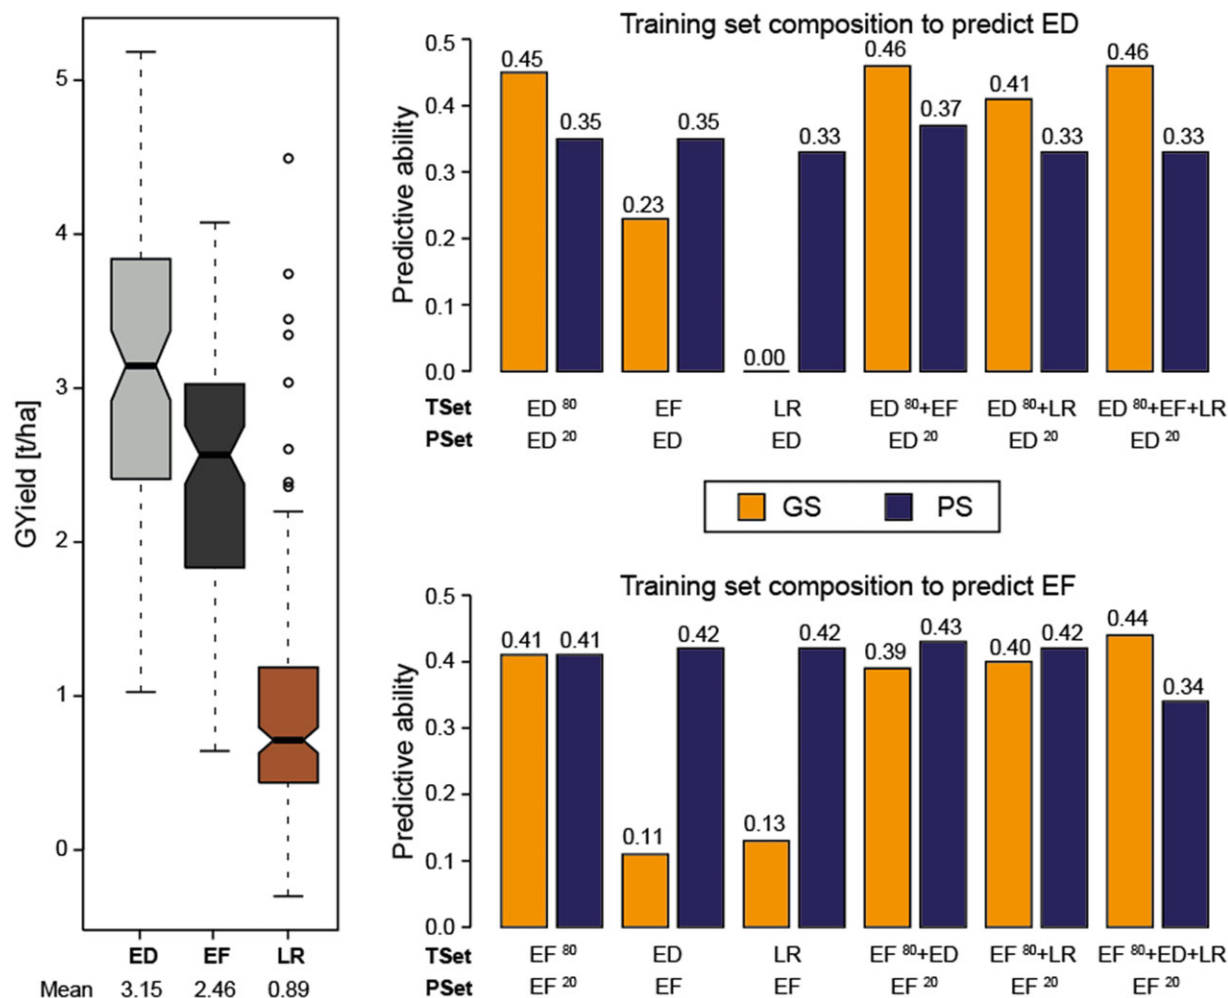 GYield [t/ha]
5
4
3
2
1
0
ED EF LR
Mean 3.15 2.46 0.89
Training set composition to predict ED
Predictive ability
0.5
0.4
0.3
0.2
0.1
0.0
0.45 0.35 0.23 0.35 0.00 0.33 0.46 0.37 0.41 0.33 0.46 0.33
TSet ED 80 EF LR ED 80+EF ED 80+LR ED 80+EF+LR
PSet ED 20 ED ED ED 20 ED 20 ED 20
GS PS
Training set composition to predict EF
Predictive ability
0.5
0.4
0.3
0.2
0.1
0.0
0.41 0.41 0.11 0.42 0.13 0.42 0.39 0.43 0.40 0.42 0.44 0.34
TSet EF 80 ED LR EF 80+ED EF 80+LR EF 80+ED+LR
PSet EF 20 EF EF EF 20 EF 20 EF 20